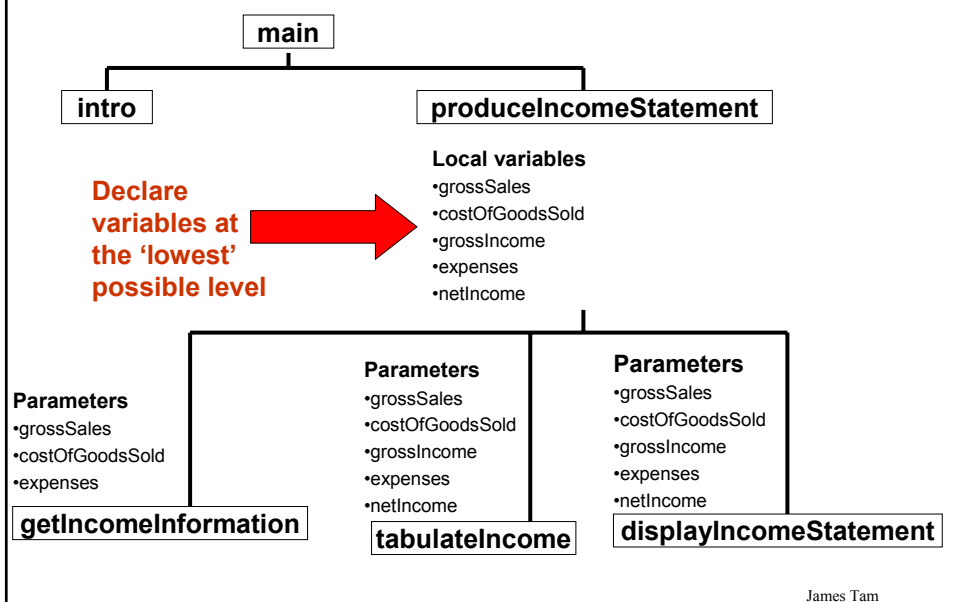 main
intro
produceIncomeStatement
Local variables
•grossSales
•costOfGoodsSold
•grossIncome
•expenses
•netIncome
Declare
variables at
the ‘lowest’
possible level
Parameters
•grossSales
•costOfGoodsSold
•expenses
getIncomeInformation
Parameters
•grossSales
•costOfGoodsSold
•grossIncome
•expenses
•netIncome
tabulateIncome
Parameters
•grossSales
•costOfGoodsSold
•grossIncome
•expenses
•netIncome
displayIncomeStatement
James Tam